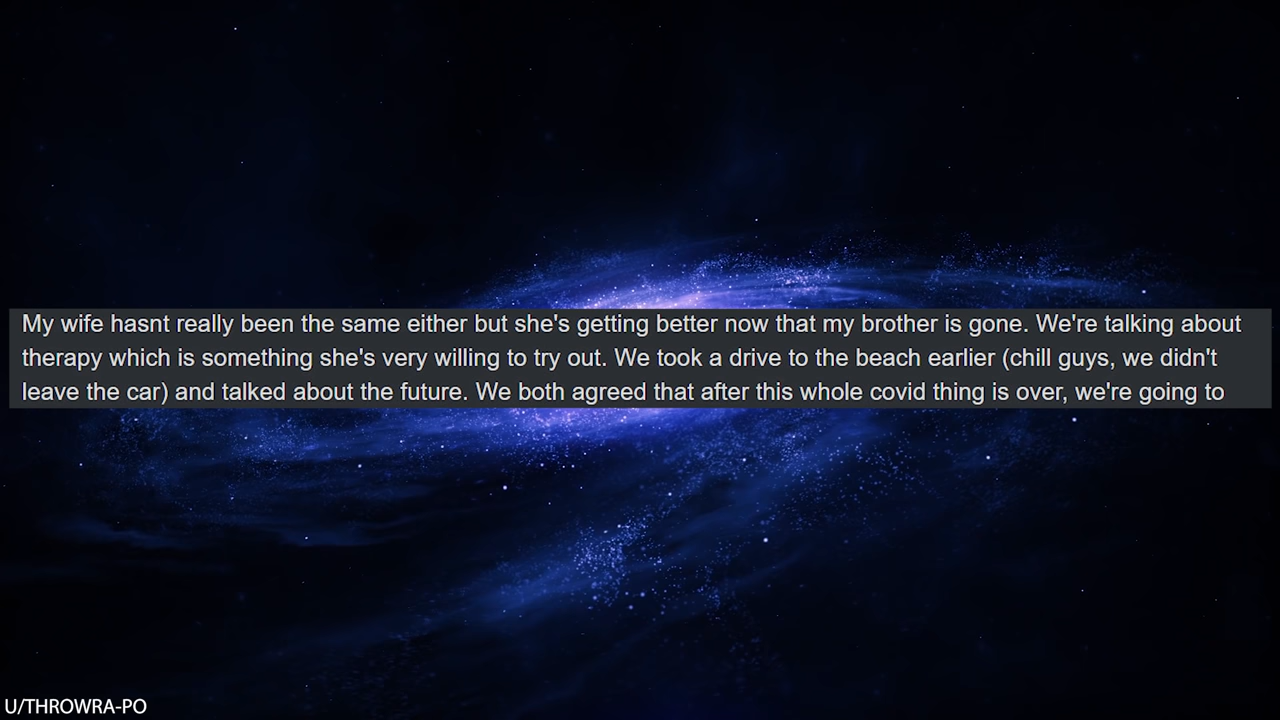 My wife hasnt really been the same either but she's getting better now that my brother is gone. We're talking about
therapy which is something she's very willing to try out. We took a drive to the beach earlier (chill guys, we didn't
leave the car) and talked about the future. We both agreed that after this whole covid thing is over, we're going to
U/THROWRA-PO